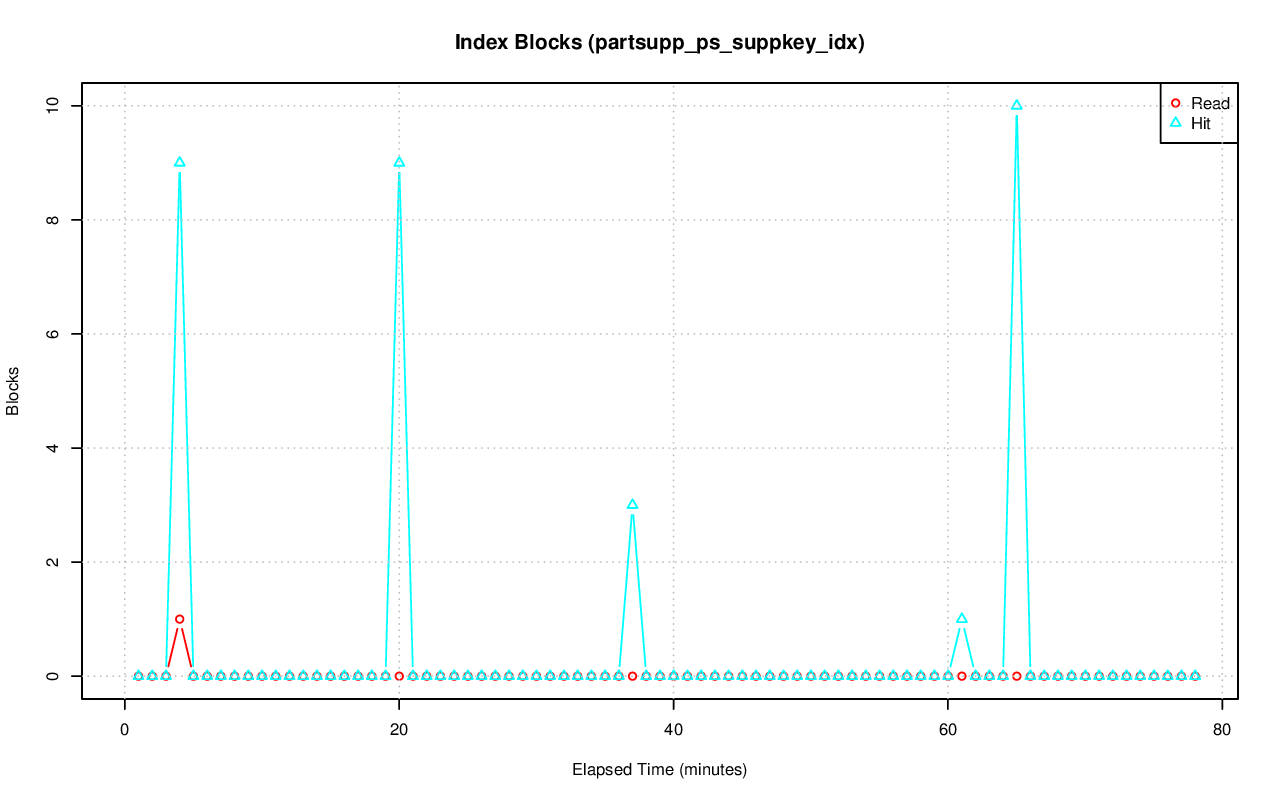 Index Blocks (partsupp_ps_suppkey_idx)
Read
Hit
10
8
6
4
2
0
Blocks
0 20 40 60 80
Elapsed Time (minutes)